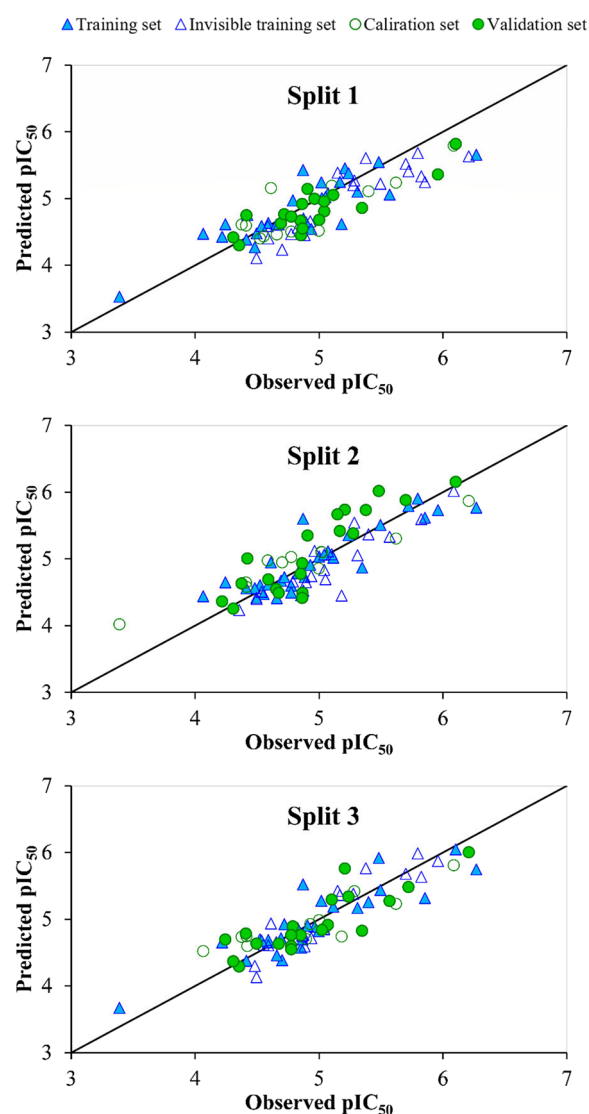 Training set Invisible training set Caliration set Validation set
Split 1
Predicted pIC50
7
6
5
4
3
3 4 5 6 7
Observed pIC50
Split 2
Predicted pIC50
7
6
5
4
3
3 4 5 6 7
Observed pIC50
Split 3
Predicted pIC50
7
6
5
4
3
3 4 5 6 7
Observed pIC50